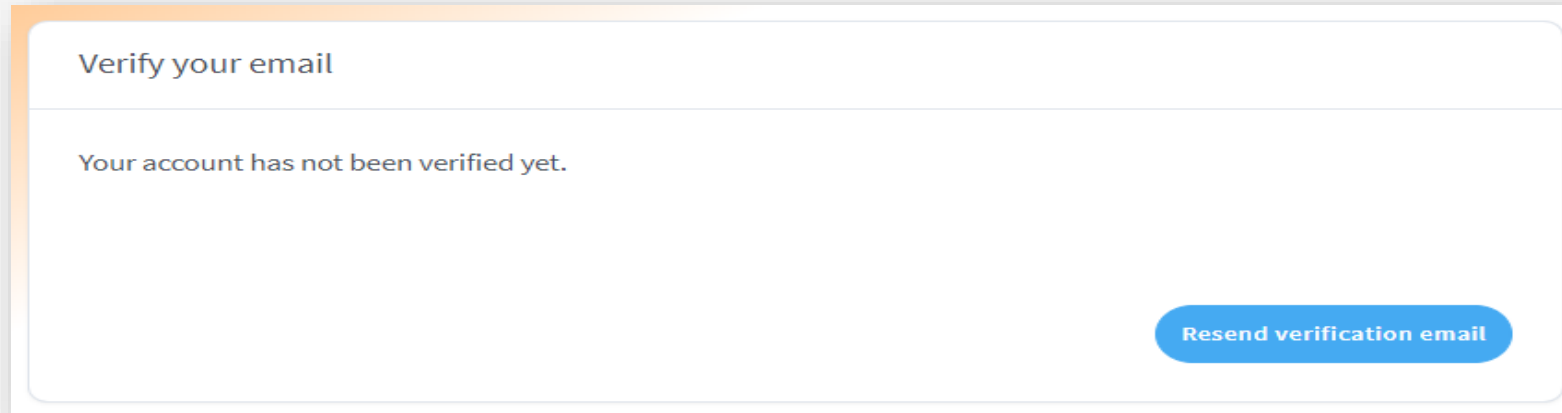 Verify your email
Your account has not been verified yet.
Resend verification email